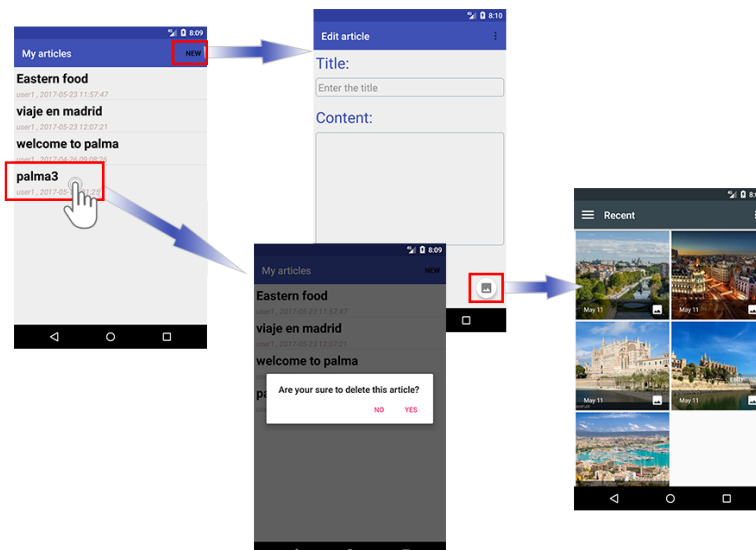 8:09
My articles
NEW
Eastern food
user1 , 2017-05-23 11:57:47
viaje en madrid
user1 , 2017-05-23 12:07:21
welcome to palma
user1 , 2017-04-26 09:08:26
palma3
user1 , 2017-05-
8:10
Edit article
Title:
Enter the title
Content:
8:09
My articles
NEW
Eastern food
user1 , 2017-05-23 11:57:47
viaje en madrid
user1 , 2017-05-23 12:07:21
welcome to palma
Are your sure to delete this article?
NO YES
Recent
May 11
May 11
May 11
May 11